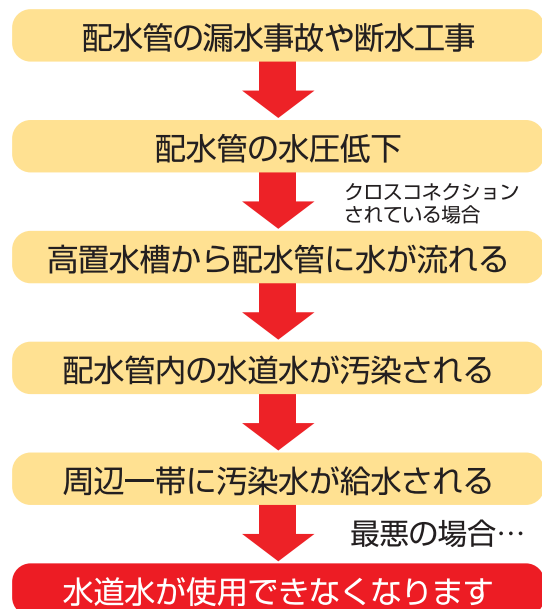 配水管の漏水事故や断水工事
配水管の水圧低下
クロスコネクション
されている場合
高置水槽から配水管に水が流れる
配水管内の水道水が汚染される
周辺一帯に汚染水が給水される
最悪の場合…
水道水が使用できなくなります